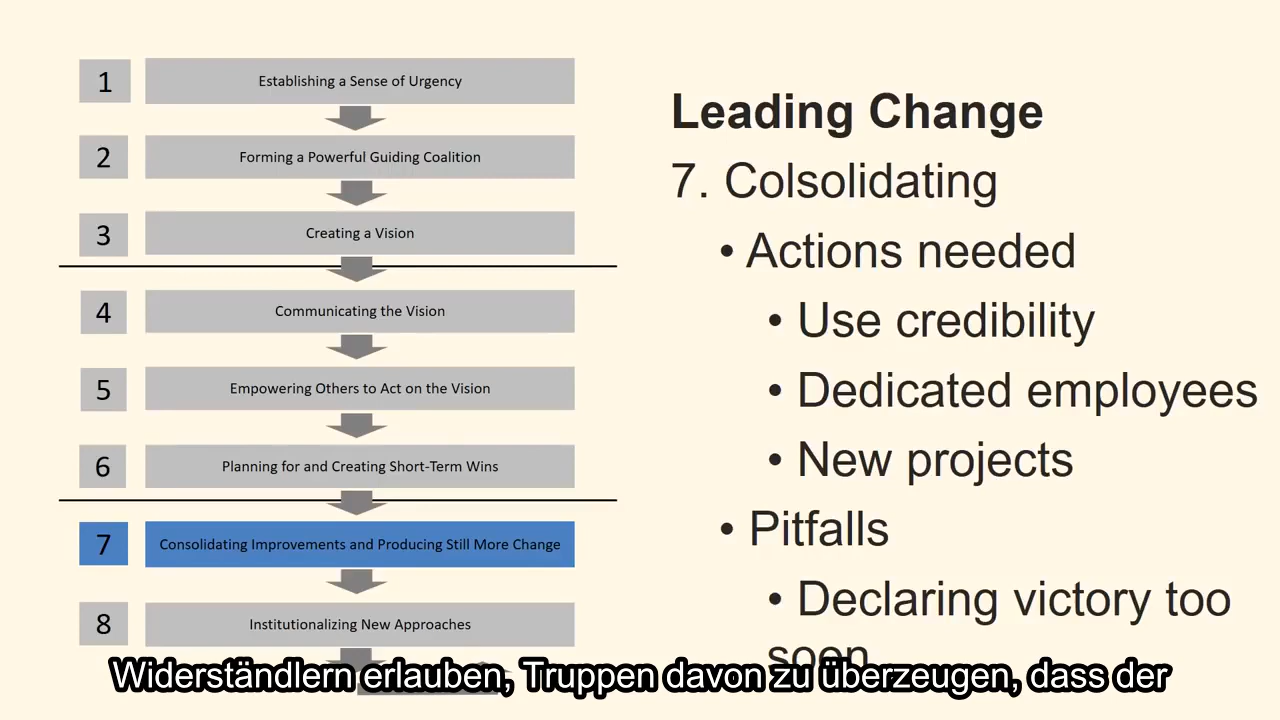 1 Establishing a Sense of Urgency
2 Forming a Powerful Guiding Coalition
3 Creating a Vision
4 Communicating the Vision
5 Empowering Others to Act on the Vision
6 Planning for and Creating Short-Term Wins
7 Consolidating Improvements and Producing Still More Change
8 Institutionalizing New Approaches
Leading Change
7. Colsolidating
• Actions needed
• Use credibility
• Dedicated employees
• New projects
• Pitfalls
• Declaring victory too
soon
Widerständlern erlauben, Truppen davon zu überzeugen, dass der